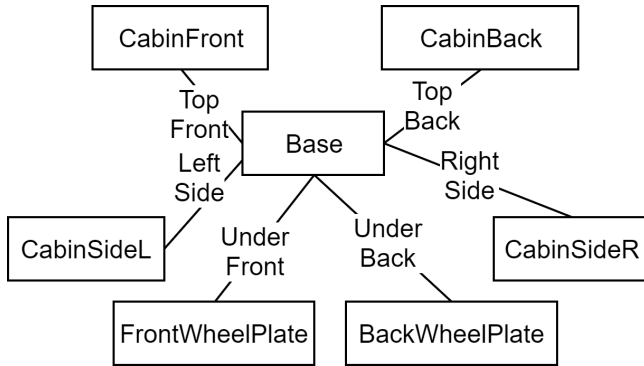 CabinFront
CabinBack
Top
Front
Top
Back
Base
Left
Side
Right
Side
CabinSideL
Under
Front
Under
Back
CabinSideR
FrontWheelPlate
BackWheelPlate